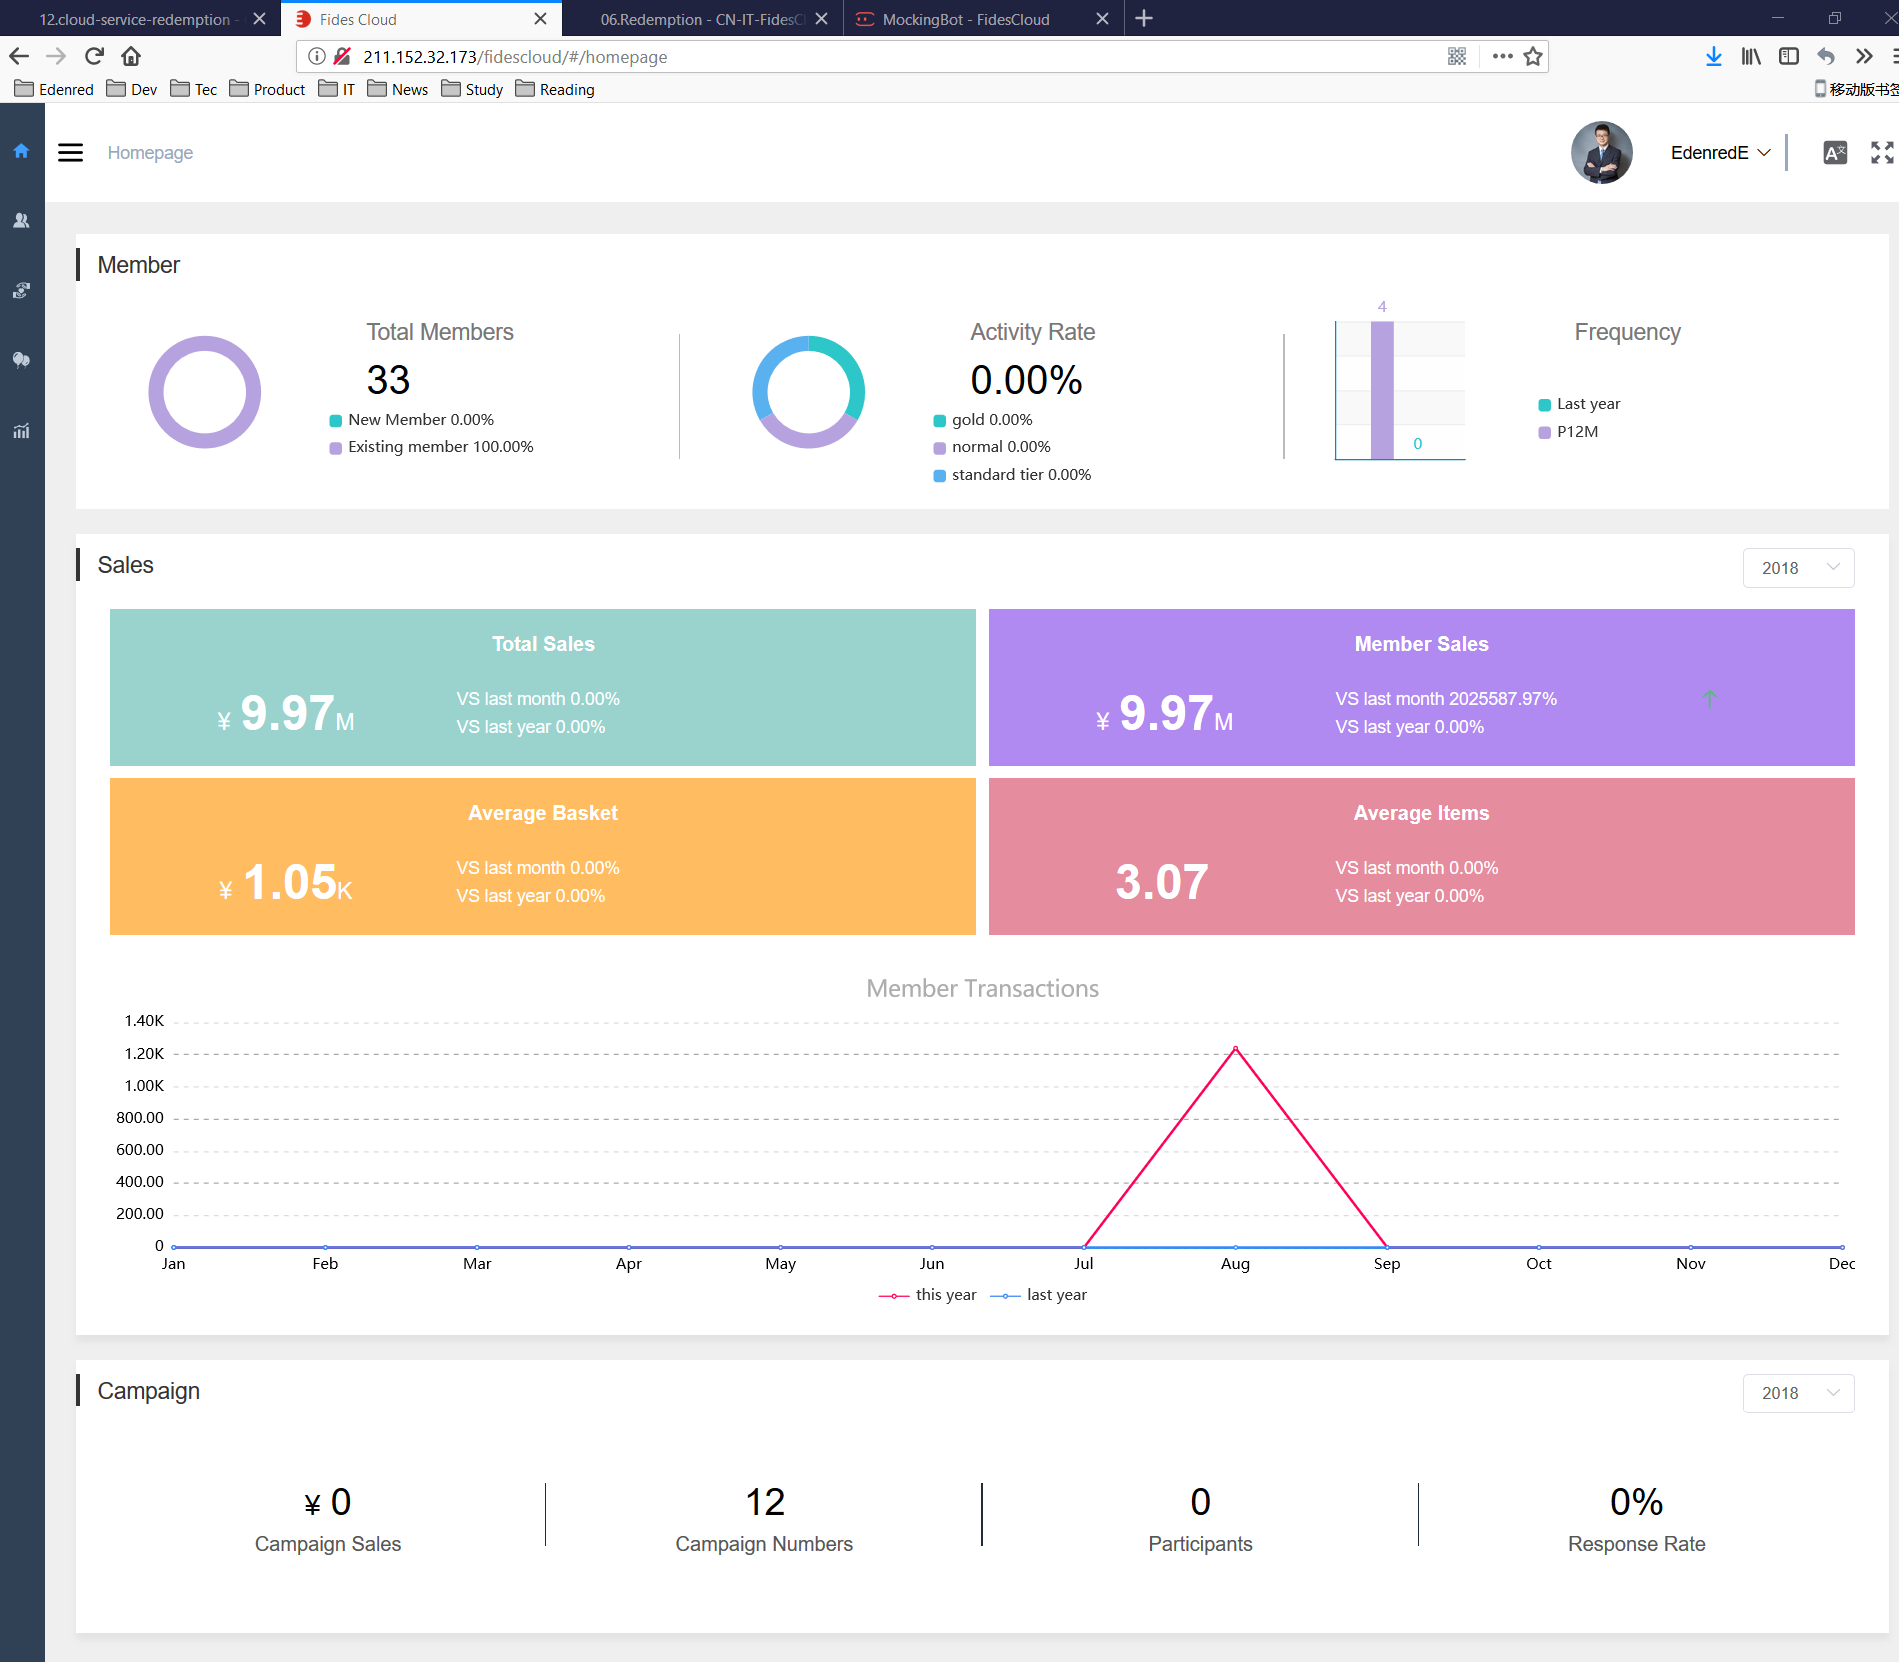 12.cloud-service-redemption -
Fides Cloud
06.Redemption - CN-IT-FidesCl
MockingBot - FidesCloud
211.152.32.173/fidescloud/#/homepage
Edenred
Dev
Tec
Product
IT
News
Study
Reading
移动版书签
Homepage
EdenredE
Member
Total Members
33
New Member 0.00%
Existing member 100.00%
Activity Rate
0.00%
gold 0.00%
normal 0.00%
standard tier 0.00%
4
0
Frequency
Last year
P12M
Sales
2018
Total Sales
¥ 9.97M
VS last month 0.00%
VS last year 0.00%
Member Sales
¥ 9.97M
VS last month 2025587.97%
VS last year 0.00%
Average Basket
¥ 1.05K
VS last month 0.00%
VS last year 0.00%
Average Items
3.07
VS last month 0.00%
VS last year 0.00%
Member Transactions
1.40K
1.20K
1.00K
800.00
600.00
400.00
200.00
0
Jan Feb Mar Apr May Jun Jul Aug Sep Oct Nov Dec
this year last year
Campaign
2018
¥ 0
Campaign Sales
12
Campaign Numbers
0
Participants
0%
Response Rate